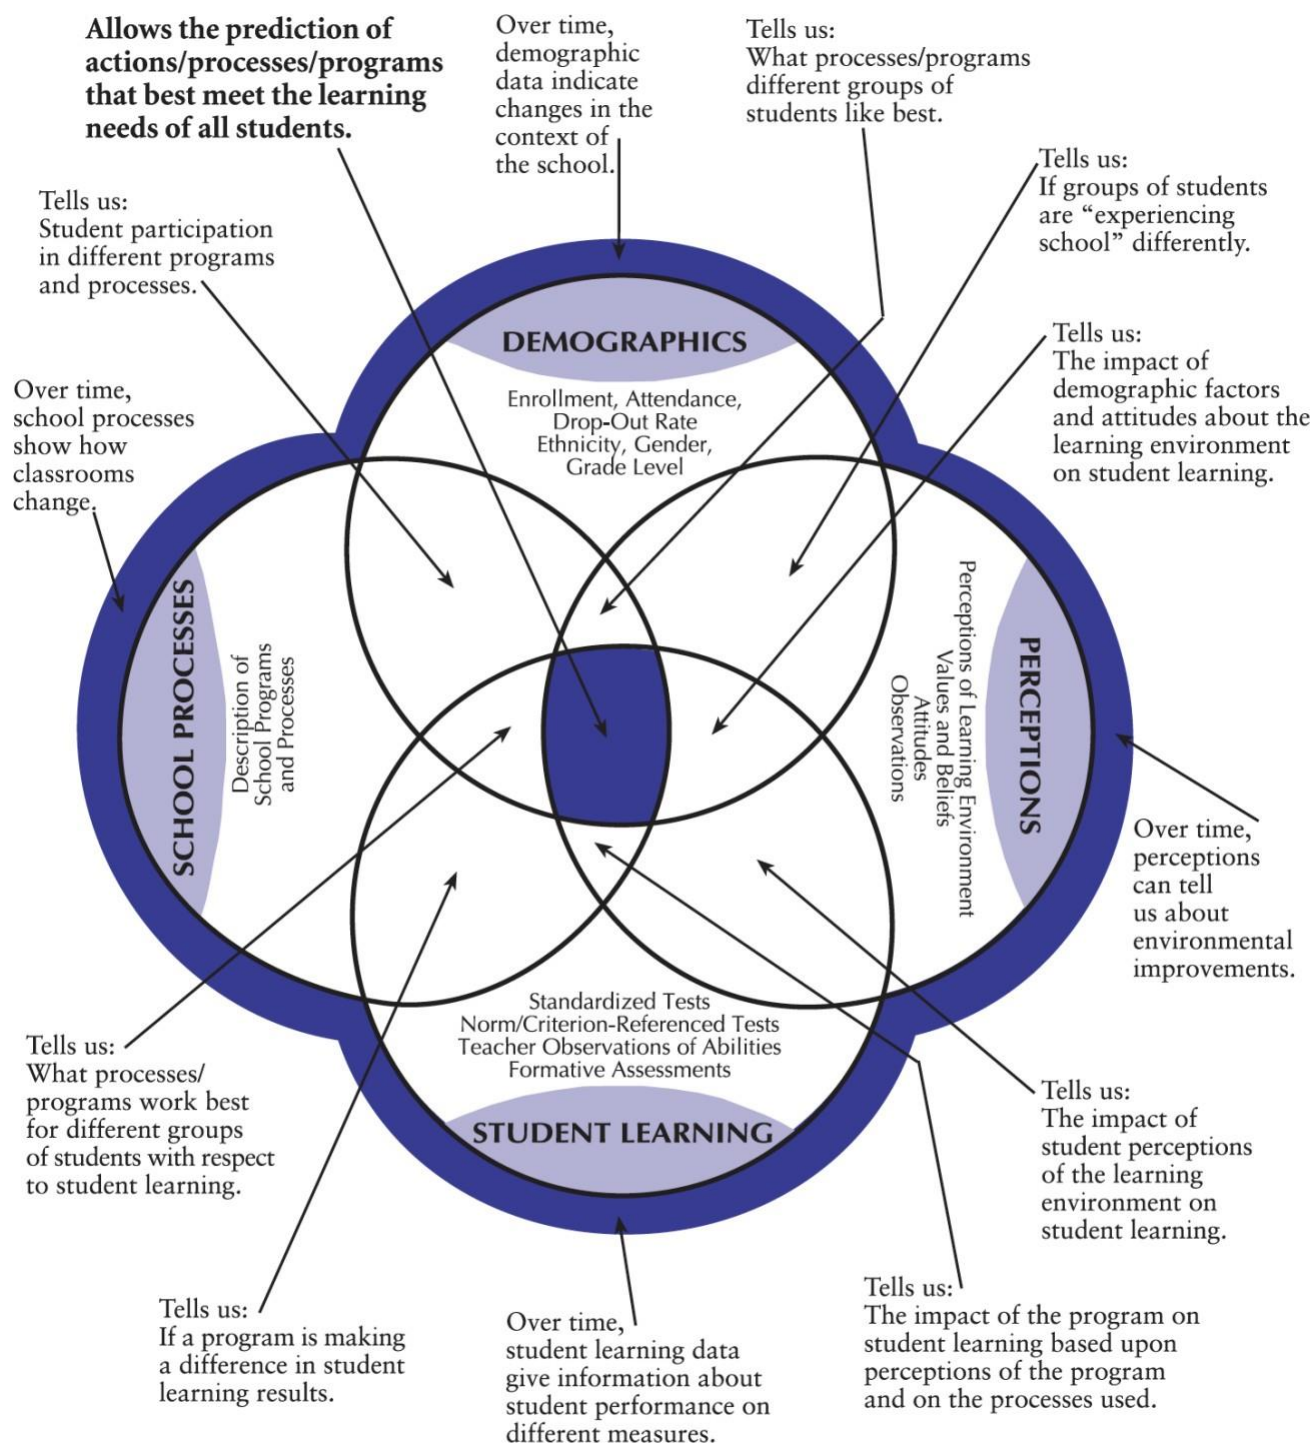 Allows the prediction of
actions/processes/programs
that best meet the learning
needs of all students.
Over time,
demographic
data indicate
changes in the
context of
the school.
Tells us:
What processes/programs
different groups of
students like best.
Tells us:
If groups of students
are “experiencing
school” differently.
Tells us:
Student participation
in different programs
and processes.
Tells us:
The impact of
demographic factors
and attitudes about the
learning environment
on student learning.
Over time,
school processes
show how
classrooms
change.
DEMOGRAPHICS
Enrollment, Attendance,
Drop-Out Rate
Ethnicity, Gender,
Grade Level
SCHOOL PROCESSES
Description of
School Programs
and Processes
PERCEPTIONS
Perceptions of Learning Environment
Values and Beliefs
Attitudes
Observations
Over time,
perceptions
can tell
us about
environmental
improvements.
Standardized Tests
Norm/Criterion-Referenced Tests
Teacher Observations of Abilities
Formative Assessments
STUDENT LEARNING
Tells us:
What processes/
programs work best
for different groups
of students with respect
to student learning.
Tells us:
The impact of
student perceptions
of the learning
environment on
student learning.
Tells us:
If a program is making
a difference in student
learning results.
Over time,
student learning data
give information about
student performance on
different measures.
Tells us:
The impact of the program on
student learning based upon
perceptions of the program
and on the processes used.